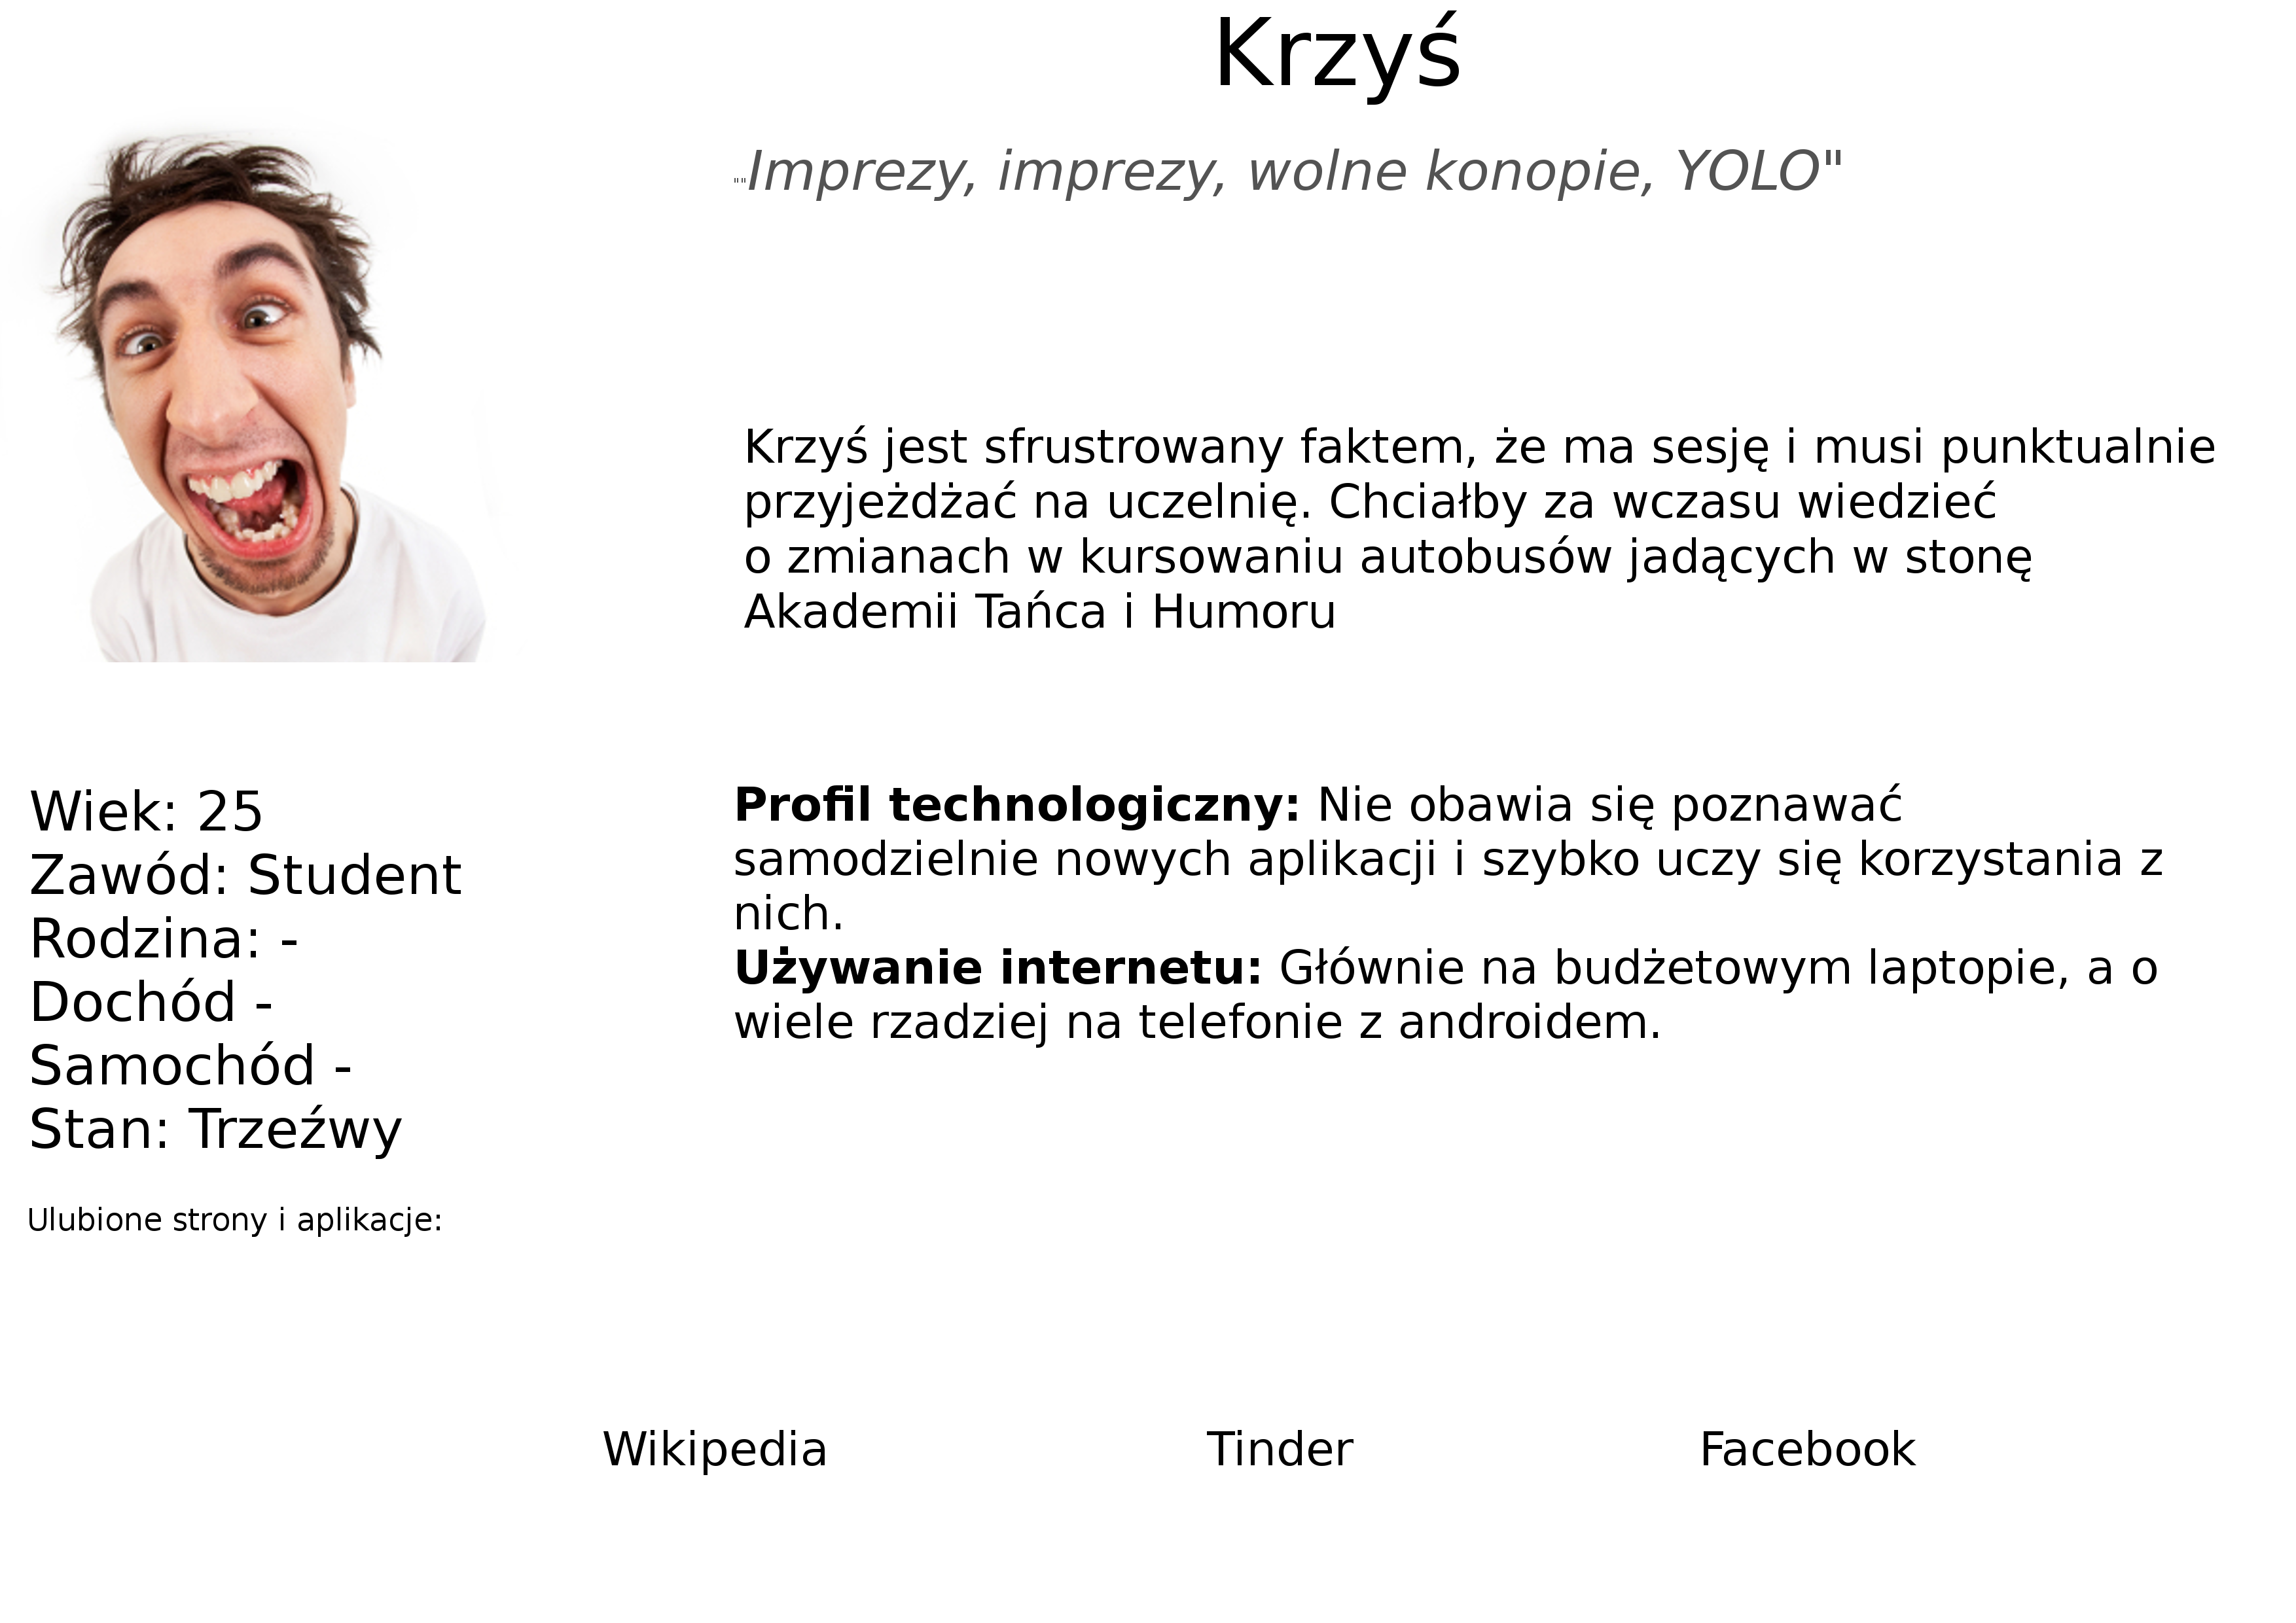 Krzyś
""Imprezy, imprezy, wolne konopie, YOLO"
Krzyś jest sfrustrowany faktem, że ma sesję i musi punktualnie
przyjeżdżać na uczelnię. Chciałby za wczasu wiedzieć
o zmianach w kursowaniu autobusów jadących w stonę
Akademii Tańca i Humoru
Wiek: 25
Zawód: Student
Rodzina: -
Dochód -
Samochód -
Stan: Trzeźwy
Profil technologiczny: Nie obawia się poznawać
samodzielnie nowych aplikacji i szybko uczy się korzystania z
nich.
Używanie internetu: Głównie na budżetowym laptopie, a o
wiele rzadziej na telefonie z androidem.
Ulubione strony i aplikacje:
Wikipedia
Tinder
Facebook